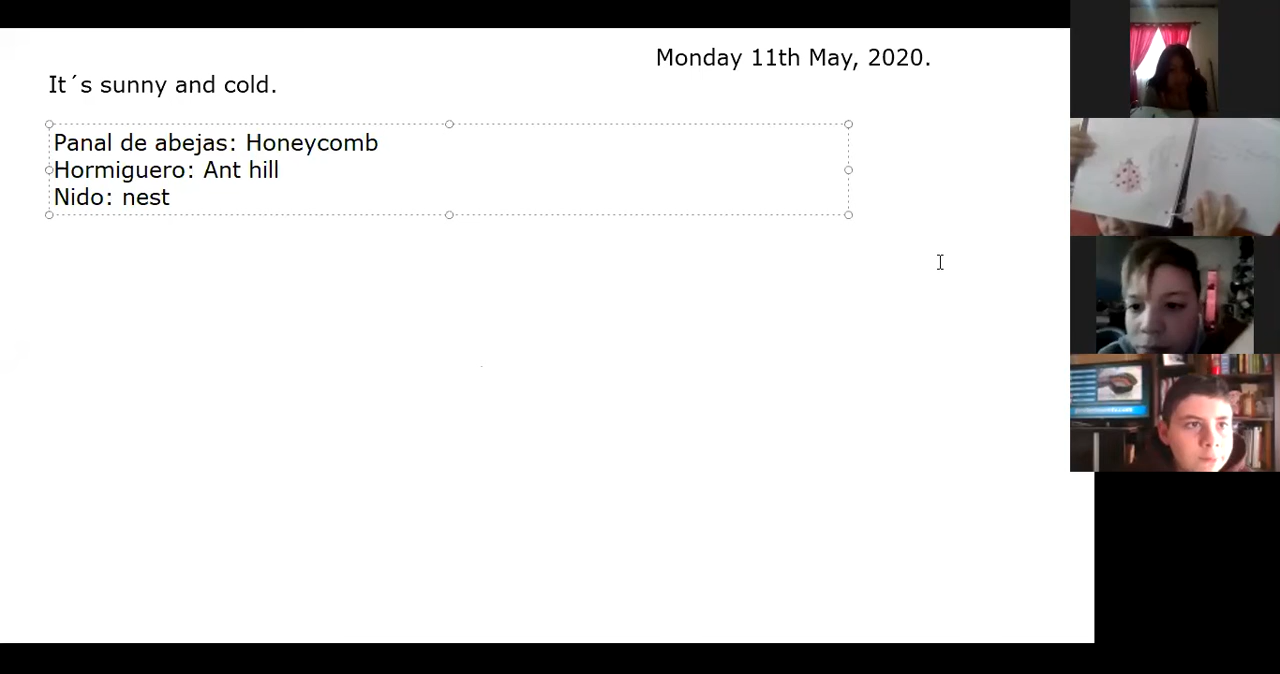 Monday 11th May, 2020.
It´s sunny and cold.
Panal de abejas: Honeycomb
Hormiguero: Ant hill
Nido: nest